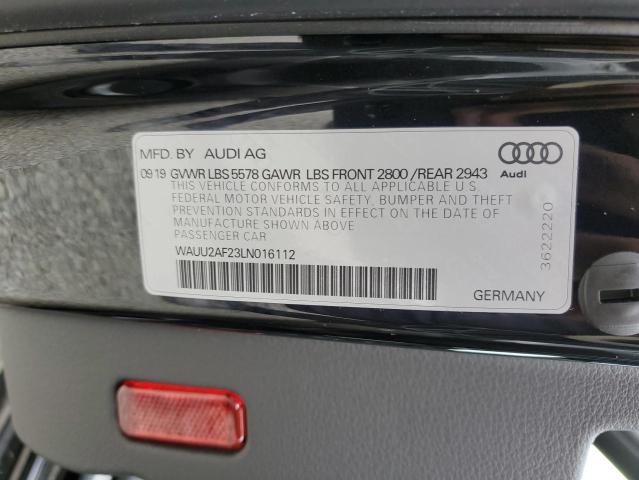 MFD. BY AUDI AG
09 19 GVWR LBS 5578 GAWR LBS FRONT 2800 /REAR 2943
THIS VEHICLE CONFORMS TO ALL APPLICABLE U S
FEDERAL MOTOR VEHICLE SAFETY, BUMPER AND THEFT
PREVENTION STANDARDS IN EFFECT ON THE DATE OF
MANUFACTURE SHOWN ABOVE
PASSENGER CAR
WAUU2AF23LN016112
Audi
3622220
GERMANY